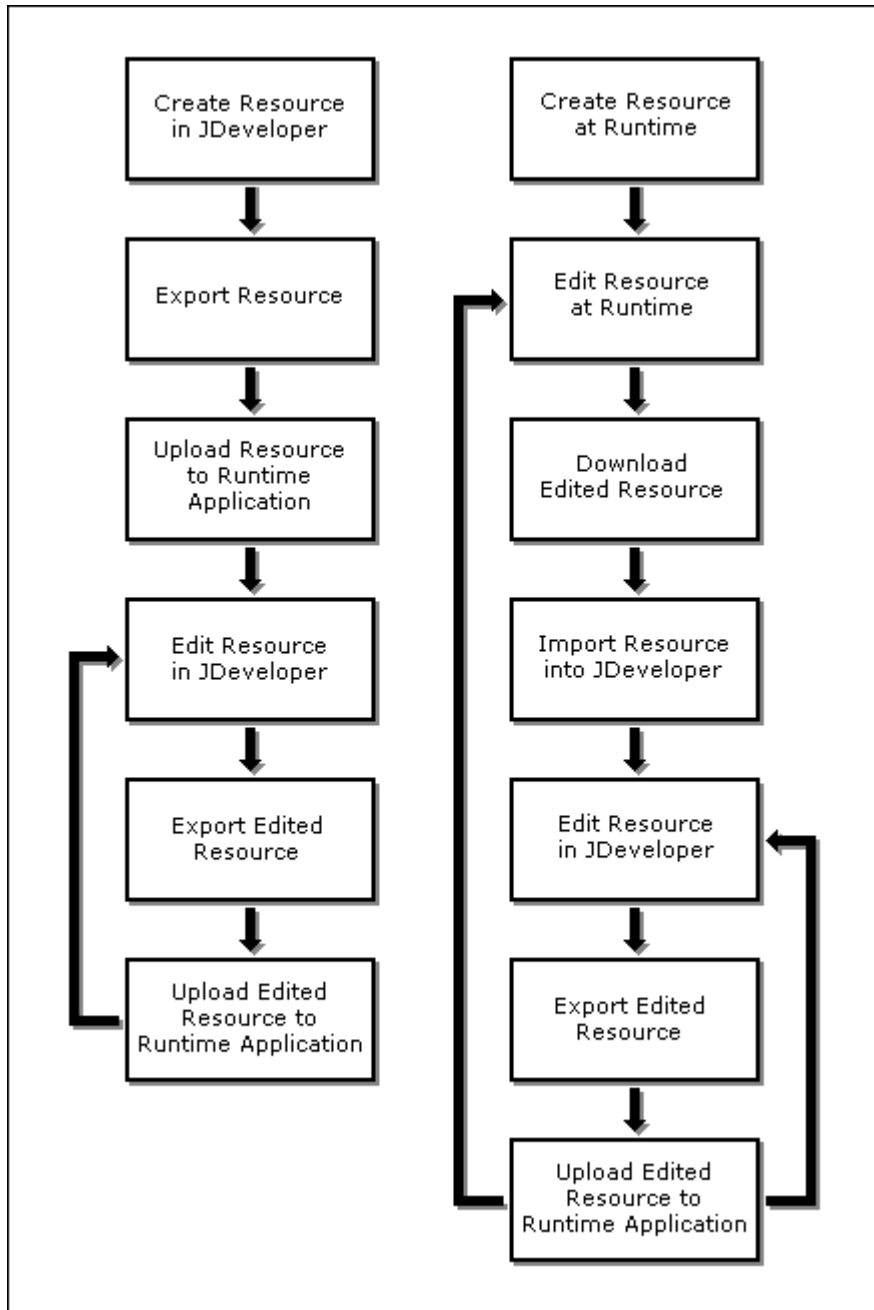 Create Resource
in JDeveloper
Export Resource
Upload Resource
to Runtime
Application
Edit Resource
in JDeveloper
Export Edited
Resource
Upload Edited
Resource to
Runtime Application
Create Resource
at Runtime
Edit Resource
at Runtime
Download
Edited Resource
Import Resource
into JDeveloper
Edit Resource
in JDeveloper
Export Edited
Resource
Upload Edited
Resource to
Runtime Application